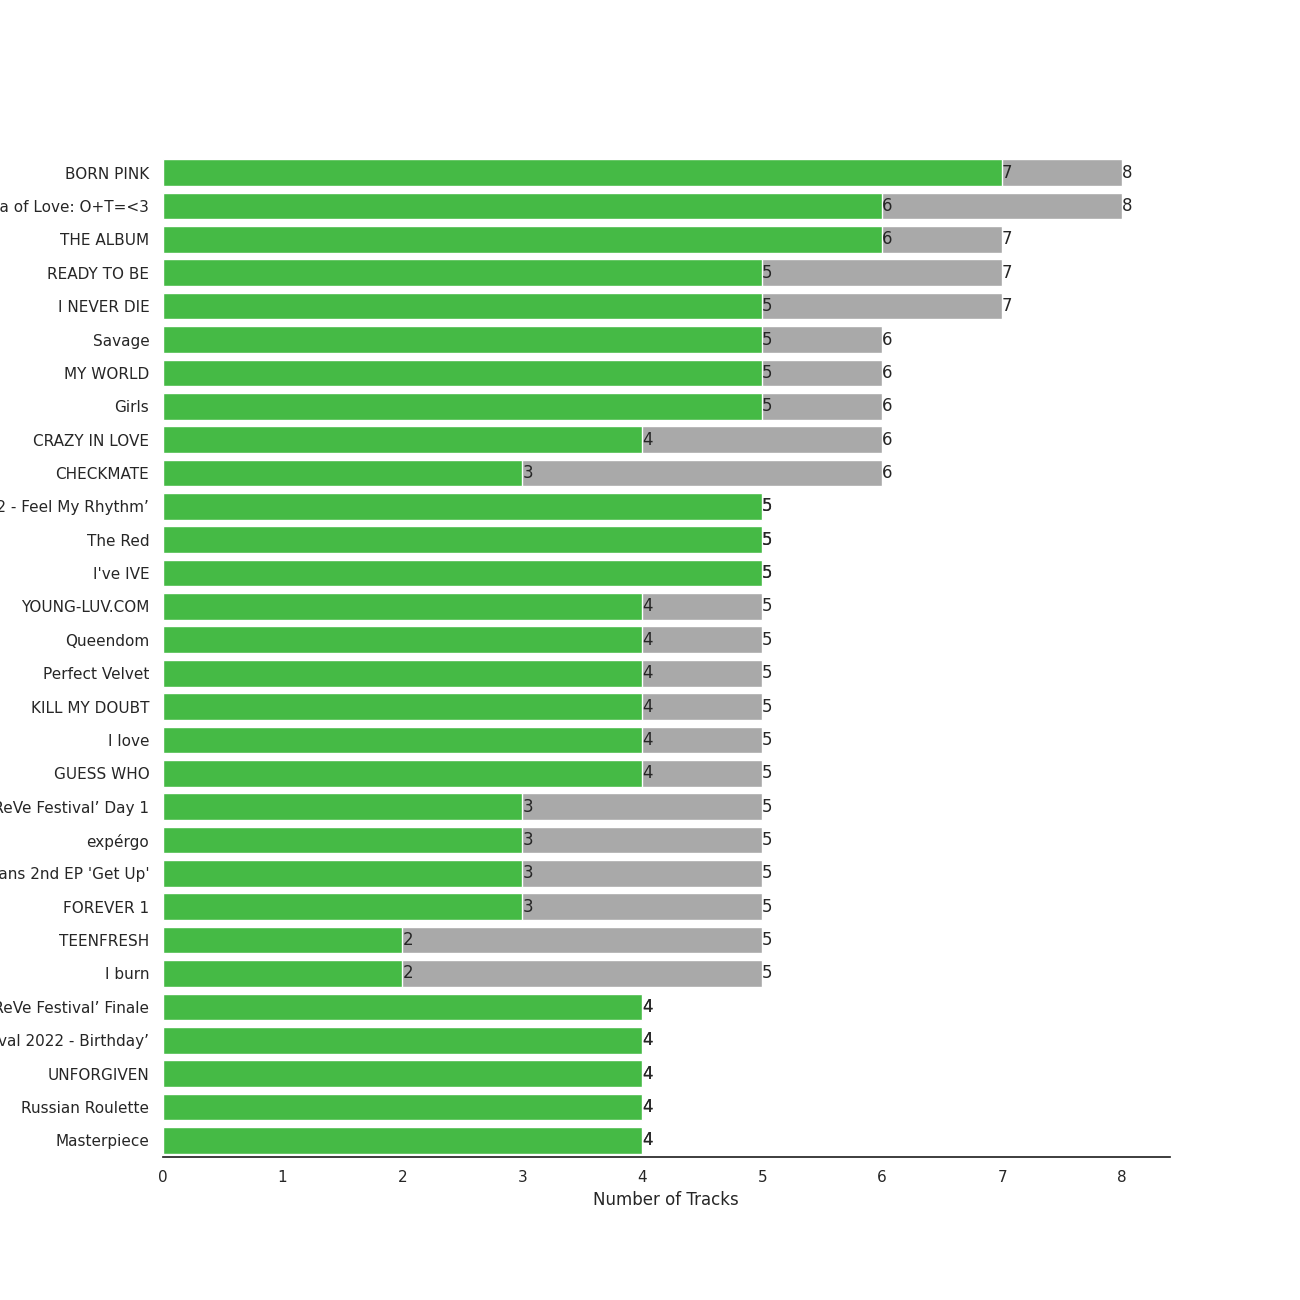 BORN PINK 7 8
a of Love: O+T=<3 6 8
THE ALBUM 6 7
READY TO BE 5 7
I NEVER DIE 5 7
Savage 5 6
MY WORLD 5 6
Girls 5 6
CRAZY IN LOVE 4 6
CHECKMATE 3 6
2 - Feel My Rhythm’ 5
The Red 5
I've IVE 5
YOUNG-LUV.COM 4 5
Queendom 4 5
Perfect Velvet 4 5
KILL MY DOUBT 4 5
I love 4 5
GUESS WHO 4 5
ReVe Festival’ Day 1 3 5
expérgo 3 5
ans 2nd EP 'Get Up' 3 5
FOREVER 1 3 5
TEENFRESH 2 5
I burn 2 5
ReVe Festival’ Finale 4
val 2022 - Birthday’ 4
UNFORGIVEN 4
Russian Roulette 4
Masterpiece 4
0 1 2 3 4 5 6 7 8
Number of Tracks